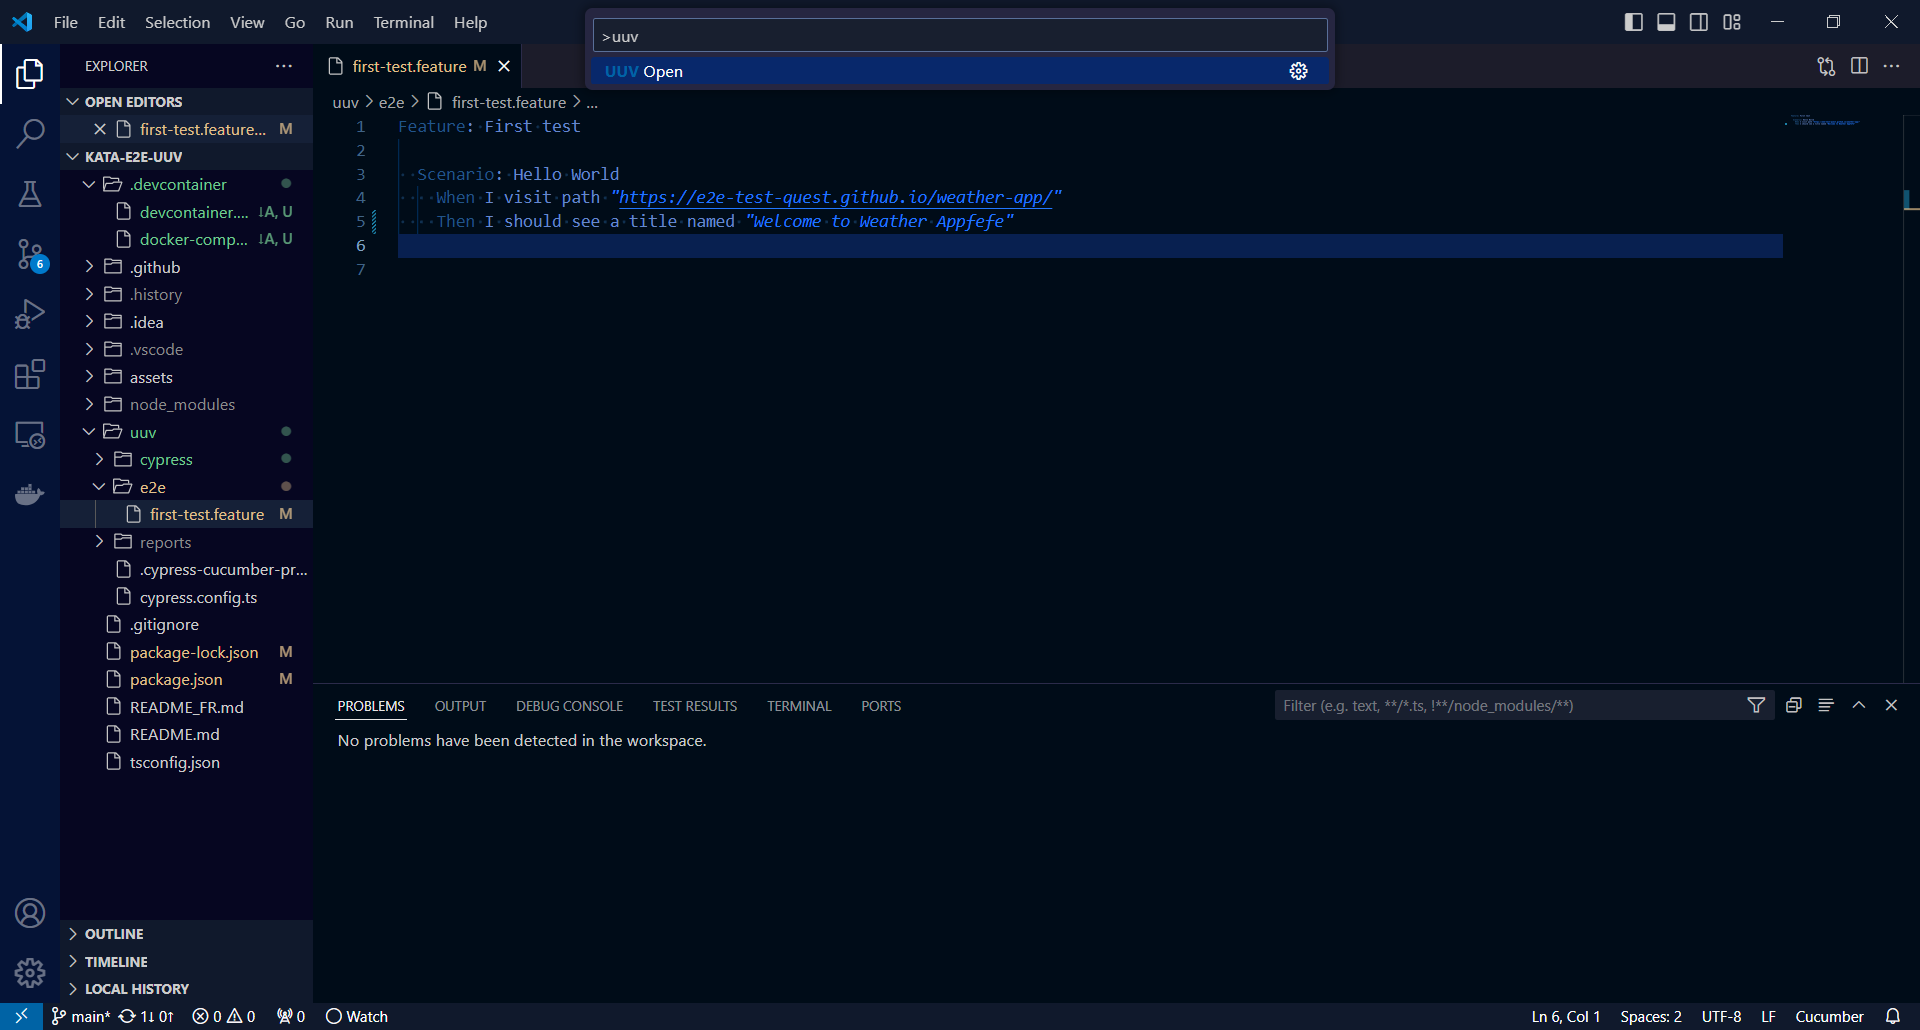 File Edit Selection View Go Run Terminal Help
>uuv
UUV Open
EXPLORER
OPEN EDITORS
first-test.feature... M
KATA-E2E-UUV
.devcontainer
devcontainer.... ↓A, U
docker-comp... ↓A, U
.github
.history
.idea
.vscode
assets
node_modules
uuv
cypress
e2e
first-test.feature M
reports
.cypress-cucumber-pr...
cypress.config.ts
.gitignore
package-lock.json M
package.json M
README_FR.md
README.md
tsconfig.json
OUTLINE
TIMELINE
LOCAL HISTORY
6
first-test.feature M
uuv > e2e > first-test.feature > ...
1 Feature: First test
2
3 Scenario: Hello World
4 When I visit path "https://e2e-test-quest.github.io/weather-app/"
5 Then I should see a title named "Welcome to Weather Appfefe"
6
7
PROBLEMS OUTPUT DEBUG CONSOLE TEST RESULTS TERMINAL PORTS
Filter (e.g. text, **/*.ts, !**/node_modules/**)
No problems have been detected in the workspace.
main* 1↓ 0↑ 0 0 0 Watch
Ln 6, Col 1 Spaces: 2 UTF-8 LF Cucumber